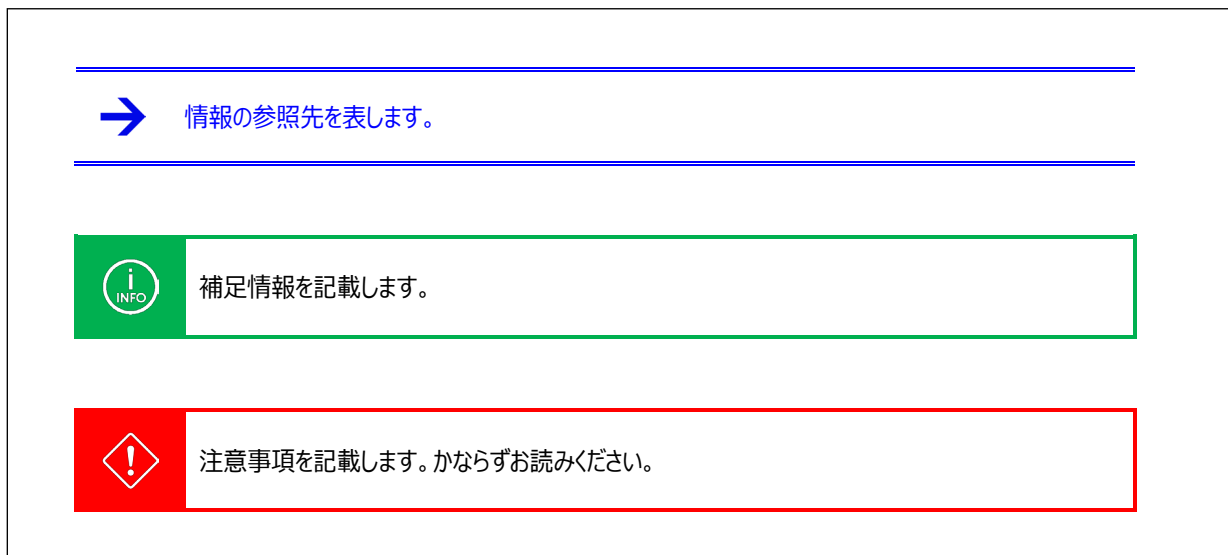 情報の参照先を表します。
i
INFO
補足情報を記載します。
注意事項を記載します。かならずお読みください。